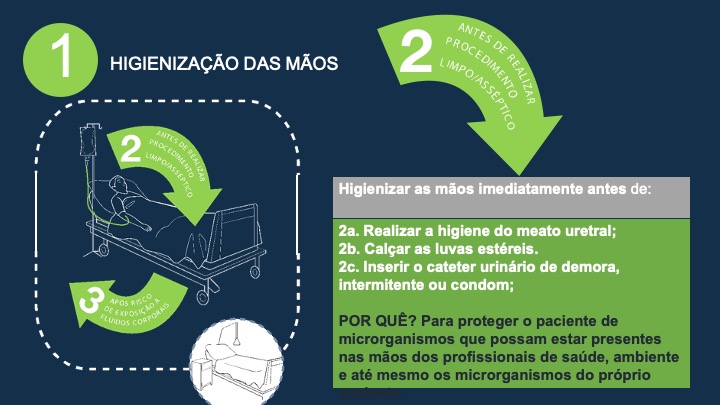 1
HIGIENIZAÇÃO DAS MÃOS
2
ANTES DE REALIZAR
PROCEDIMENTO
LIMPO/ASSÉPTICO
3
APÓS RISCO
DE EXPOSIÇÃO A
FLUIDOS CORPORAIS
2
ANTES DE REALIZAR
PROCEDIMENTO
LIMPO/ASSÉPTICO
Higienizar as mãos imediatamente antes de:
2a. Realizar a higiene do meato uretral;
2b. Calçar as luvas estéreis.
2c. Inserir o cateter urinário de demora,
intermitente ou condom;
POR QUÊ? Para proteger o paciente de
microrganismos que possam estar presentes
nas mãos dos profissionais de saúde, ambiente
e até mesmo os microrganismos do próprio